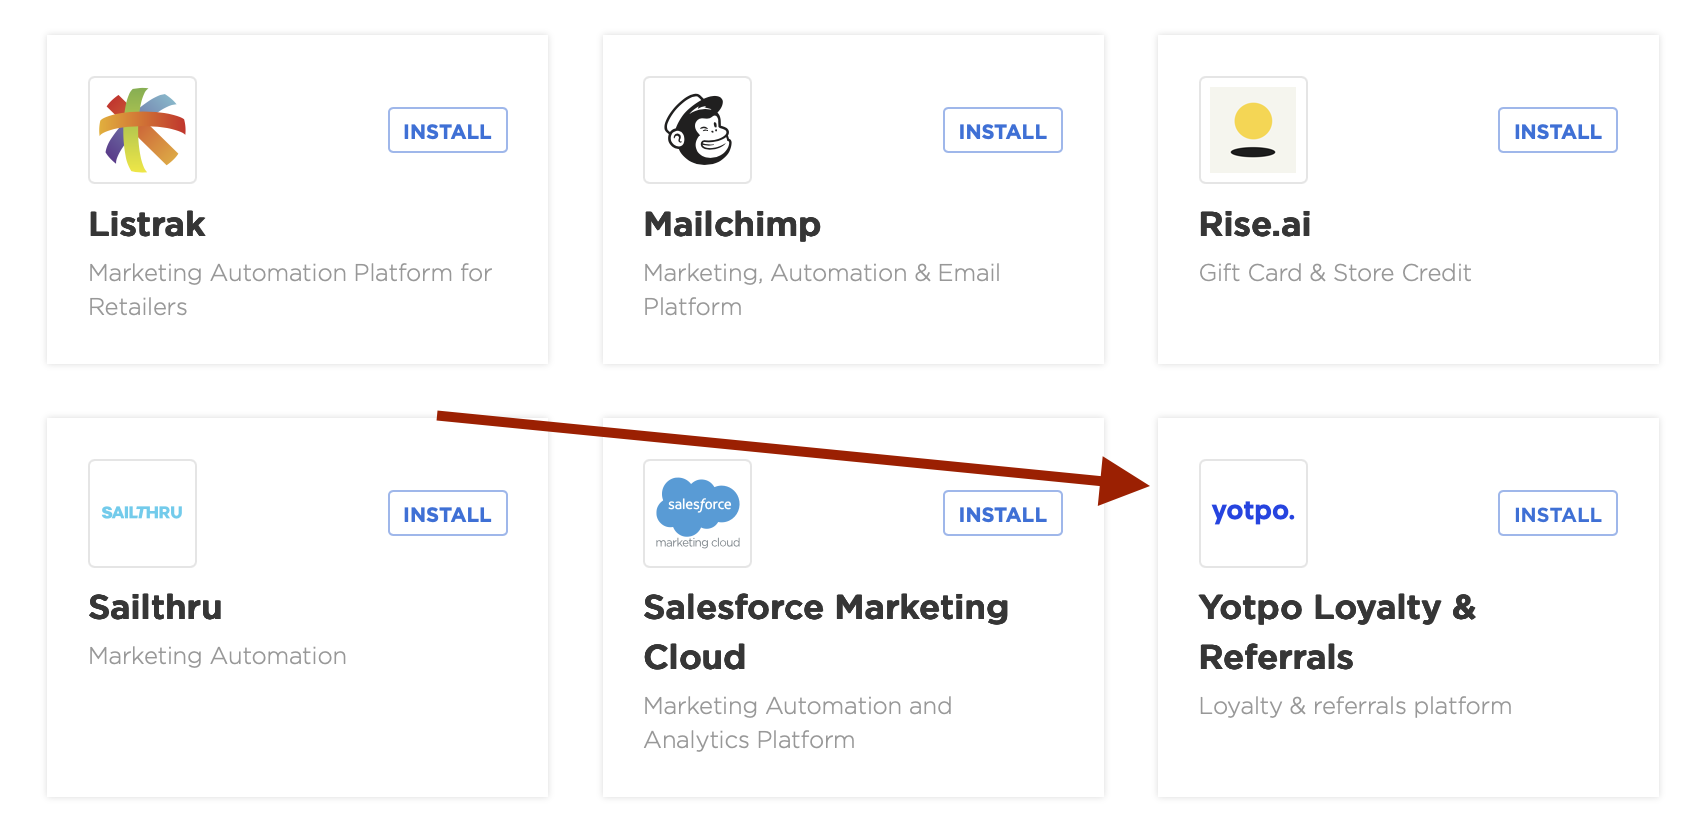 INSTALL
Listrak
Marketing Automation Platform for
Retailers
INSTALL
Mailchimp
Marketing, Automation & Email
Platform
INSTALL
Rise.ai
Gift Card & Store Credit
SAILTHRU
INSTALL
Sailthru
Marketing Automation
salesforce
marketing cloud
INSTALL
Salesforce Marketing
Cloud
Marketing Automation and
Analytics Platform
yotpo.
INSTALL
Yotpo Loyalty &
Referrals
Loyalty & referrals platform